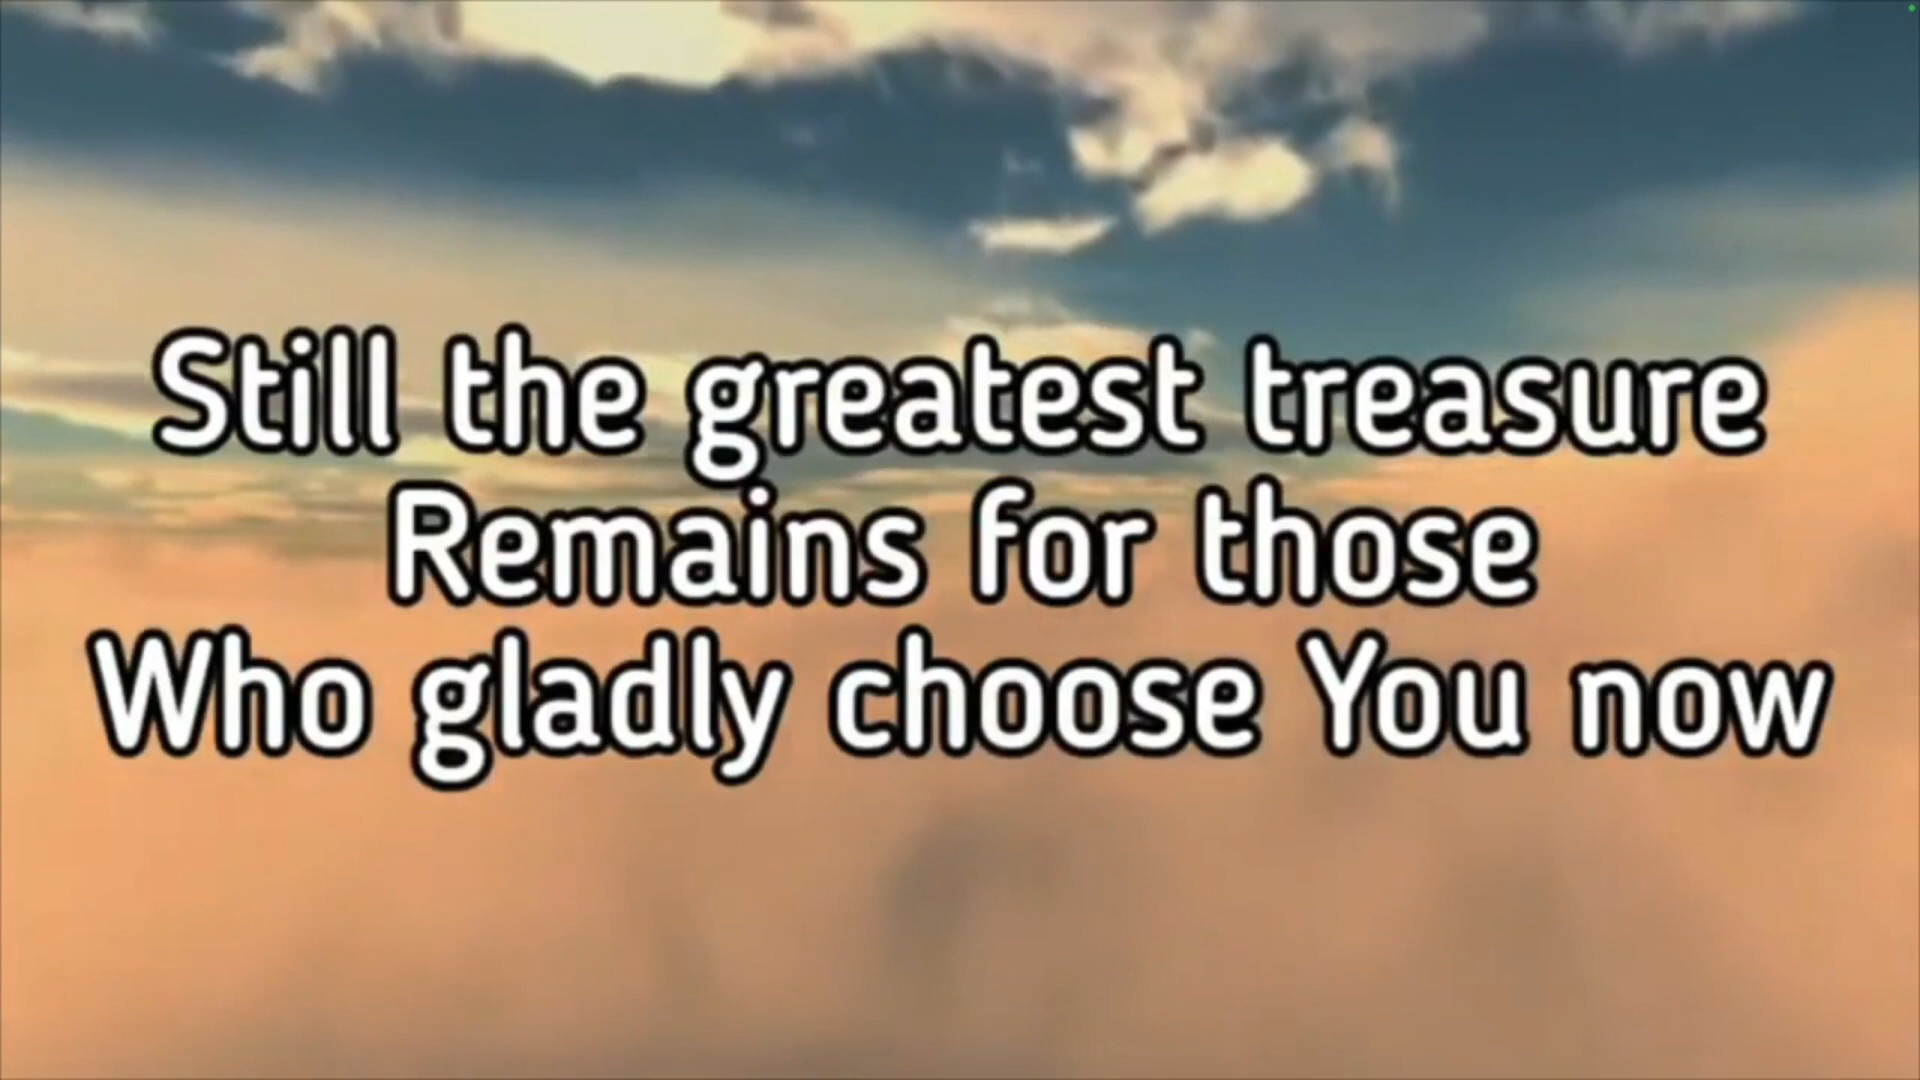 Still the greatest treasure
Remains for those
Who gladly choose You now